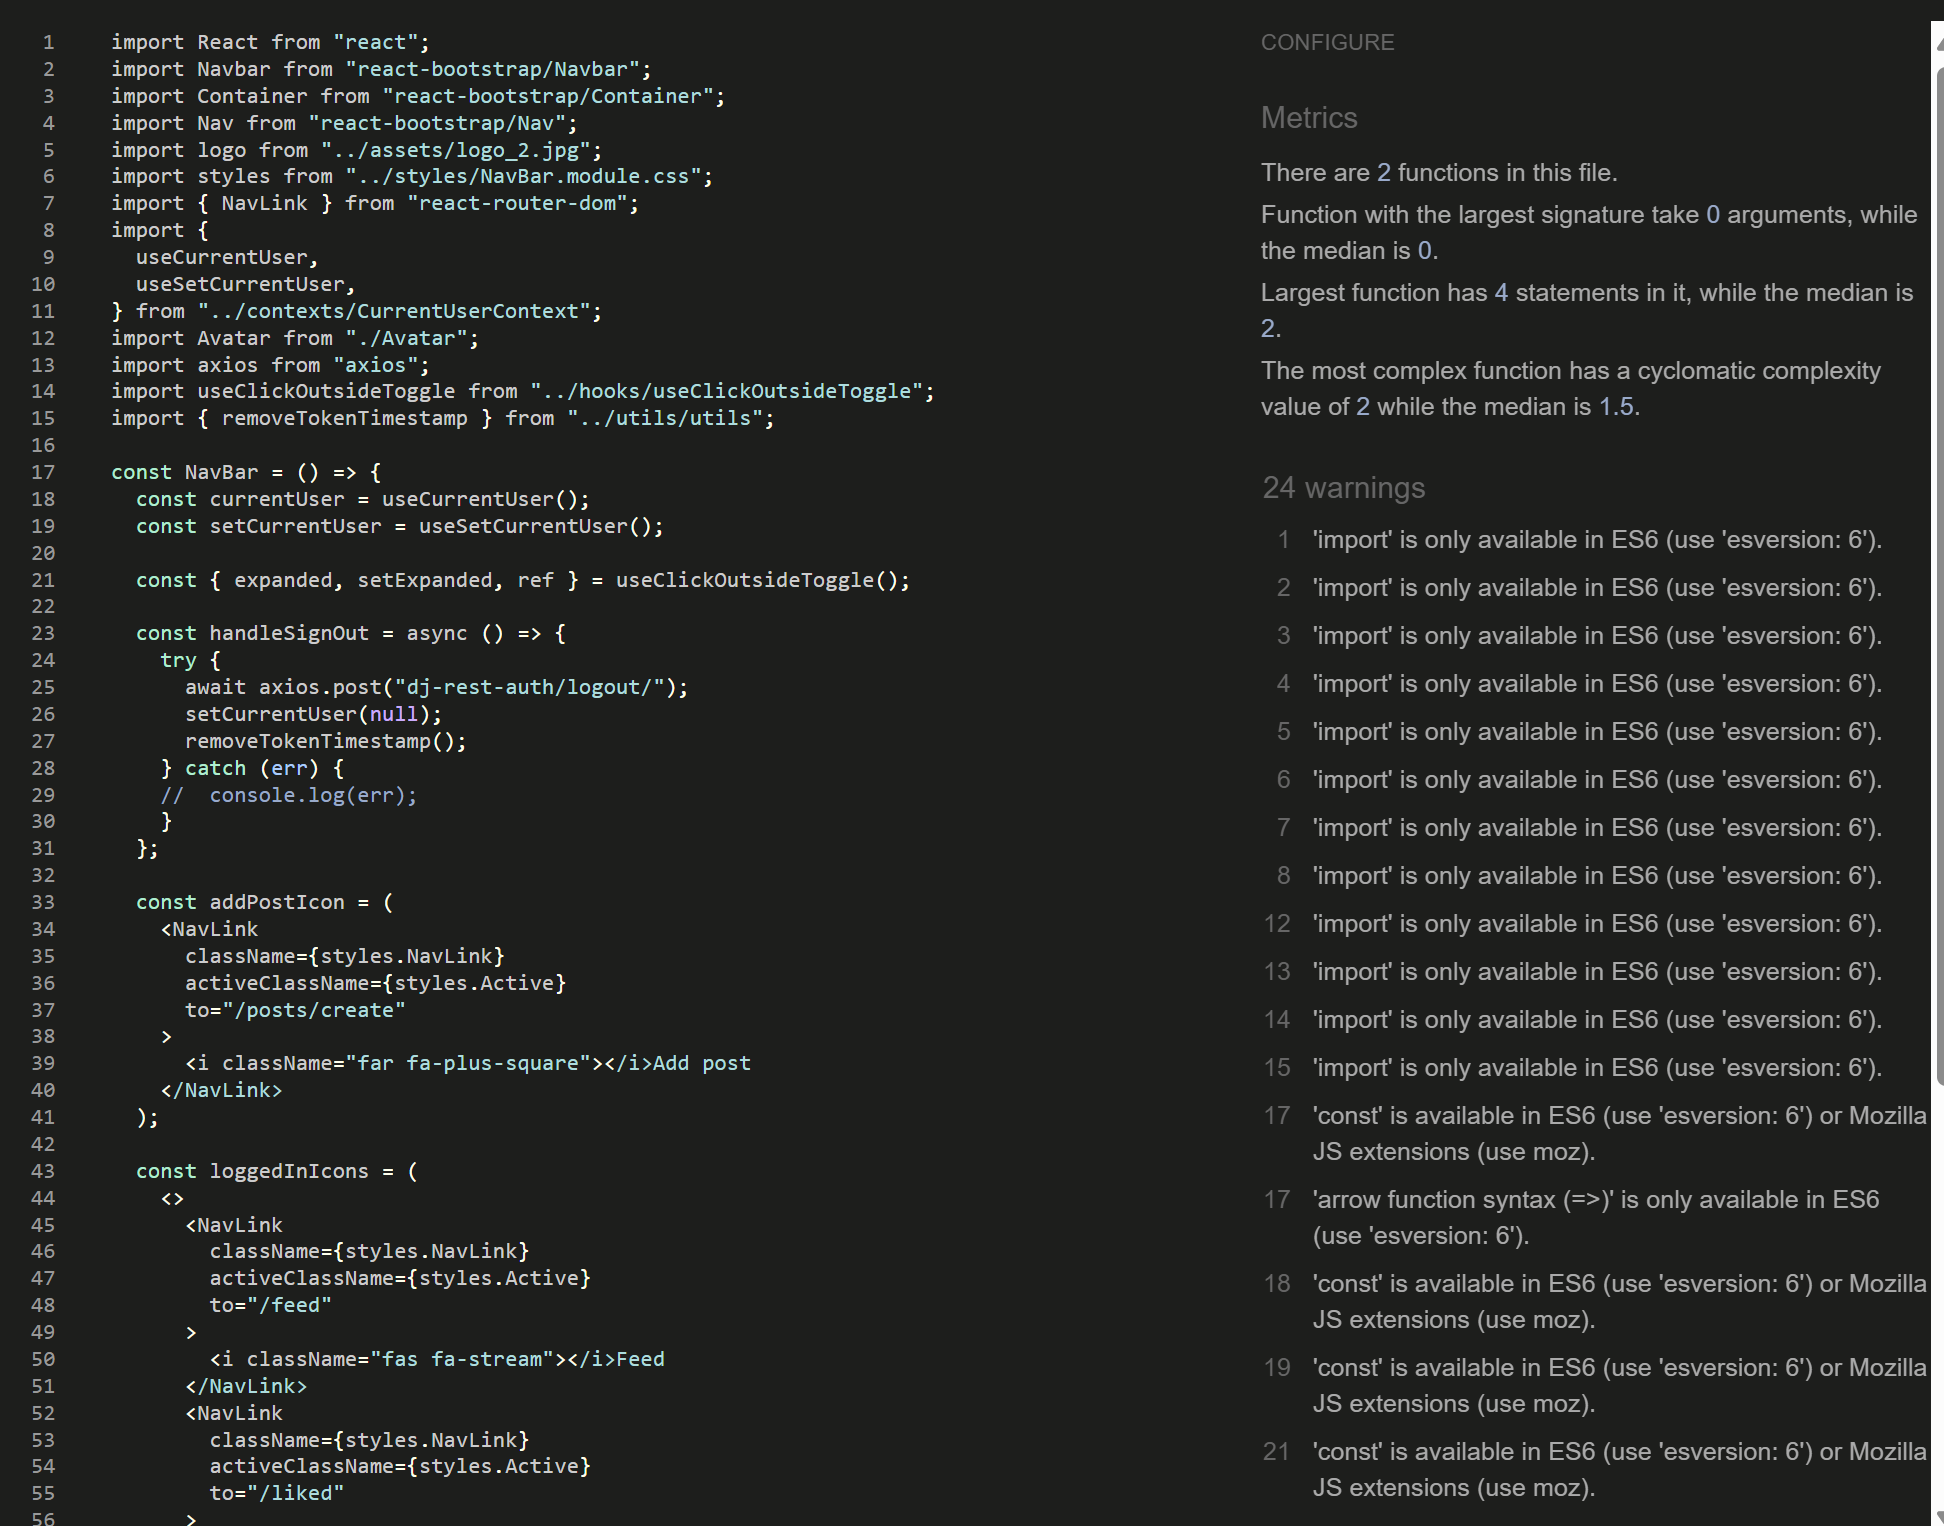 1 import React from "react";
2 import Navbar from "react-bootstrap/Navbar";
3 import Container from "react-bootstrap/Container";
4 import Nav from "react-bootstrap/Nav";
5 import logo from "../assets/logo_2.jpg";
6 import styles from "../styles/NavBar.module.css";
7 import { NavLink } from "react-router-dom";
8 import {
9   useCurrentUser,
10   useSetCurrentUser,
11 } from "../contexts/CurrentUserContext";
12 import Avatar from "./Avatar";
13 import axios from "axios";
14 import useClickOutsideToggle from "../hooks/useClickOutsideToggle";
15 import { removeTokenTimestamp } from "../utils/utils";
16
17 const NavBar = () => {
18   const currentUser = useCurrentUser();
19   const setCurrentUser = useSetCurrentUser();
20
21   const { expanded, setExpanded, ref } = useClickOutsideToggle();
22
23   const handleSignOut = async () => {
24     try {
25       await axios.post("dj-rest-auth/logout/");
26       setCurrentUser(null);
27       removeTokenTimestamp();
28     } catch (err) {
29     //  console.log(err);
30     }
31   };
32
33   const addPostIcon = (
34     <NavLink
35       className={styles.NavLink}
36       activeClassName={styles.Active}
37       to="/posts/create"
38     >
39       <i className="far fa-plus-square"></i>Add post
40     </NavLink>
41   );
42
43   const loggedInIcons = (
44     <>
45       <NavLink
46         className={styles.NavLink}
47         activeClassName={styles.Active}
48         to="/feed"
49       >
50         <i className="fas fa-stream"></i>Feed
51       </NavLink>
52       <NavLink
53         className={styles.NavLink}
54         activeClassName={styles.Active}
55         to="/liked"
56       >
CONFIGURE
Metrics
There are 2 functions in this file.
Function with the largest signature take 0 arguments, while
the median is 0.
Largest function has 4 statements in it, while the median is
2.
The most complex function has a cyclomatic complexity
value of 2 while the median is 1.5.
24 warnings
1 'import' is only available in ES6 (use 'esversion: 6').
2 'import' is only available in ES6 (use 'esversion: 6').
3 'import' is only available in ES6 (use 'esversion: 6').
4 'import' is only available in ES6 (use 'esversion: 6').
5 'import' is only available in ES6 (use 'esversion: 6').
6 'import' is only available in ES6 (use 'esversion: 6').
7 'import' is only available in ES6 (use 'esversion: 6').
8 'import' is only available in ES6 (use 'esversion: 6').
12 'import' is only available in ES6 (use 'esversion: 6').
13 'import' is only available in ES6 (use 'esversion: 6').
14 'import' is only available in ES6 (use 'esversion: 6').
15 'import' is only available in ES6 (use 'esversion: 6').
17 'const' is available in ES6 (use 'esversion: 6') or Mozilla
JS extensions (use moz).
17 'arrow function syntax (=>)' is only available in ES6
(use 'esversion: 6').
18 'const' is available in ES6 (use 'esversion: 6') or Mozilla
JS extensions (use moz).
19 'const' is available in ES6 (use 'esversion: 6') or Mozilla
JS extensions (use moz).
21 'const' is available in ES6 (use 'esversion: 6') or Mozilla
JS extensions (use moz).